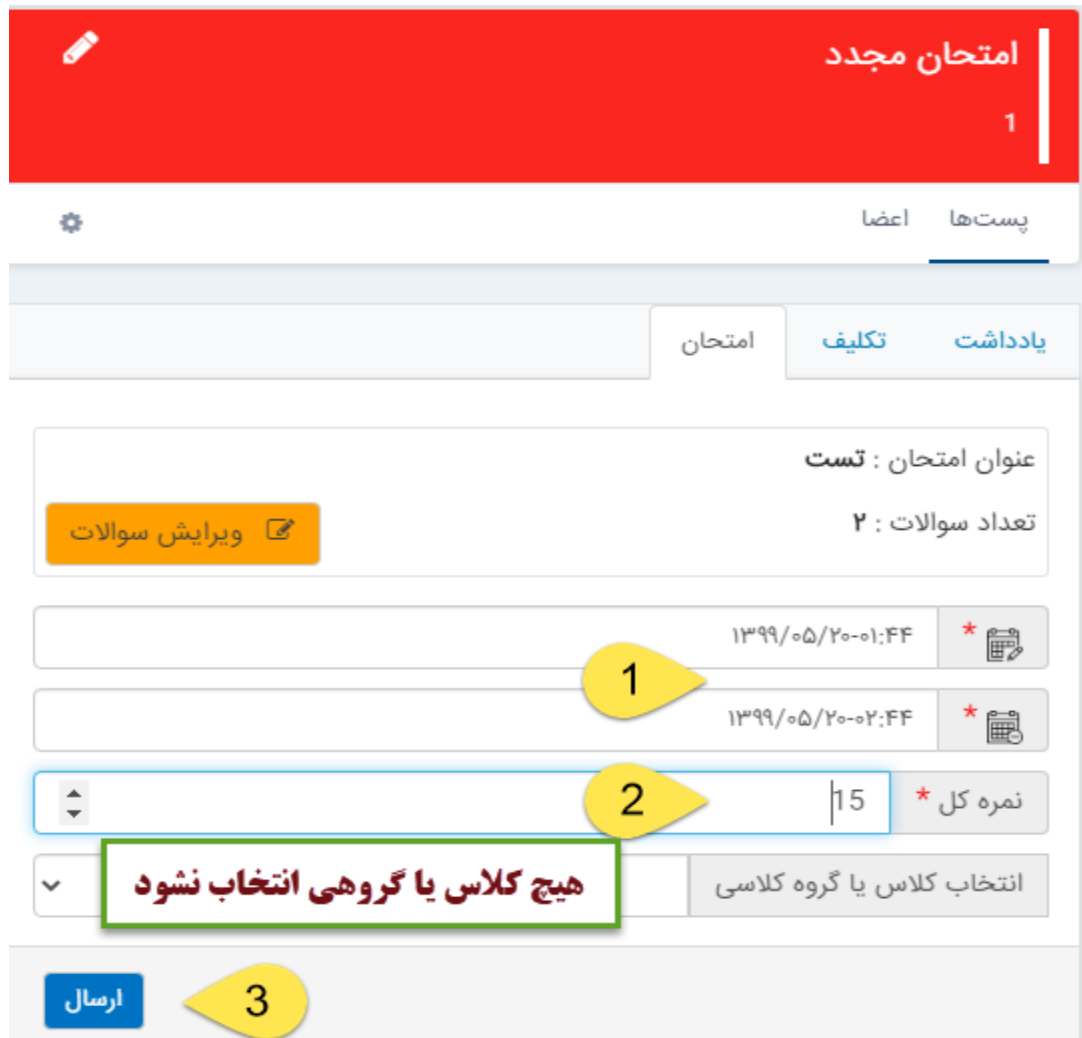 امتحان مجدد
1
پست‌ها اعضا
یادداشت تکلیف امتحان
عنوان امتحان : تست
تعداد سوالات : ۲
ویرایش سوالات
* ۱۳۹۹/۰۵/۲۰-۰۱:۴۴
1
* ۱۳۹۹/۰۵/۲۰-۰۲:۴۴
نمره کل * 15
2
انتخاب کلاس یا گروه کلاسی
هیچ کلاس یا گروهی انتخاب نشود
3
ارسال